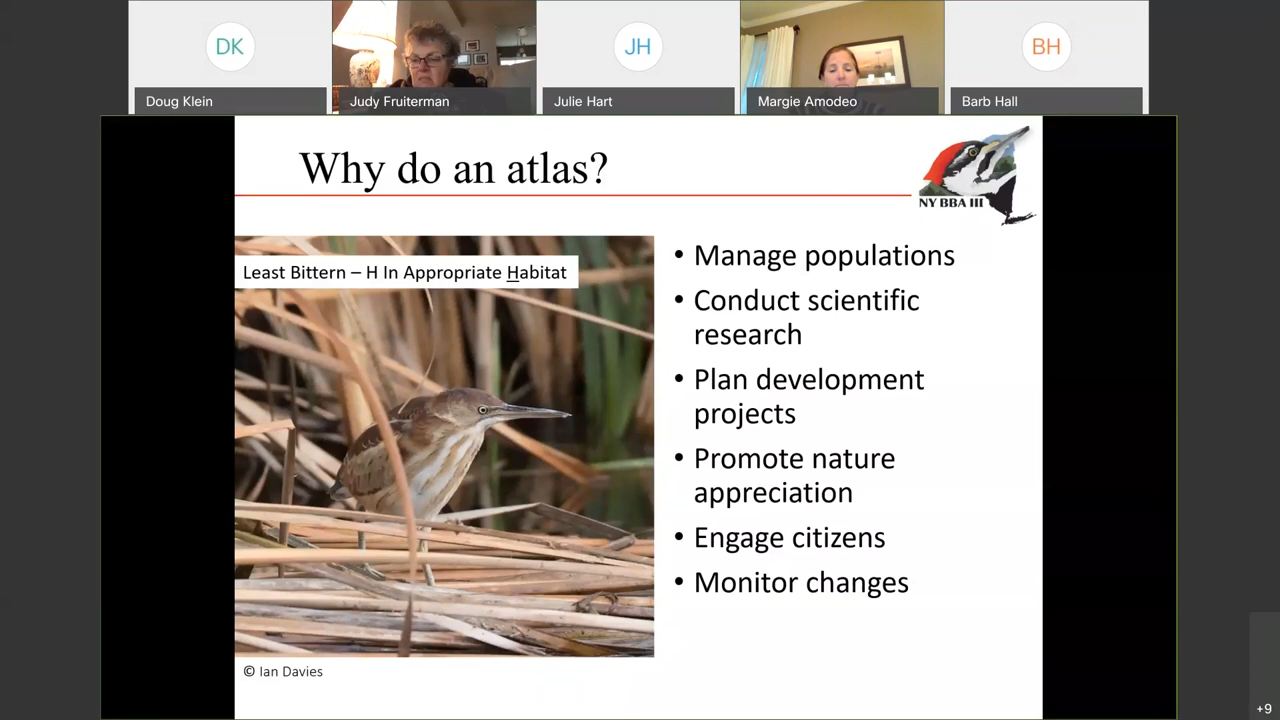 DK
JH
BH
Doug Klein
Judy Fruiterman
Julie Hart
Margie Amodeo
Barb Hall
Why do an atlas?
NY BBA III
Least Bittern – H In Appropriate Habitat
• Manage populations
• Conduct scientific
research
• Plan development
projects
• Promote nature
appreciation
• Engage citizens
• Monitor changes
© Ian Davies
+9